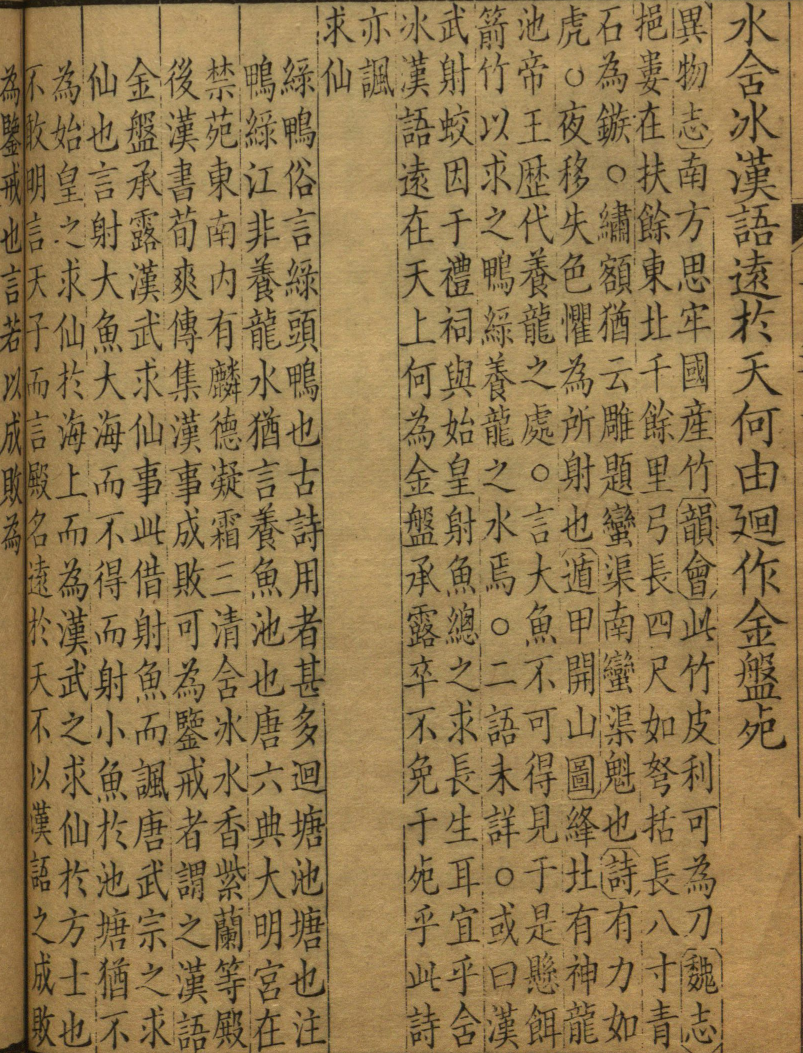 水含冰漢語遠於天何由廻作金盤死
異物志南方思牢國産竹韻會此竹皮利可為刀魏志
挹婁在扶餘東北千餘里弓長四尺如弩括長八寸青
石為鏃○繡額猶云雕題蠻渠南蠻渠魁也詩有力如
虎○夜移失色懼為所射也遁甲開山圖絳北有神龍
池帝王歷代養龍之處○言大魚不可得見于是懸餌
箭竹以求之鴨綠養龍之水焉○二語未詳○或曰漢
武射蛟因于禮祠與始皇射魚總之求長生耳宜乎含
冰漢語遠在天上何為金盤承露卒不免于死乎此詩
亦諷
求仙
綠鴨俗言綠頭鴨也古詩用者甚多迴塘池塘也注
鴨綠江非養龍水猶言養魚池也唐六典大明宮在
禁苑東南内有麟德凝霜三清含冰水香紫蘭等殿
後漢書荀爽傳集漢事成敗可為鑒戒者謂之漢語
金盤承露漢武求仙事此借射魚而諷唐武宗之求
仙也言射大魚大海而不得而射小魚於池塘猶不
為始皇之求仙於海上而為漢武之求仙於方士也
不敢明言天子而言殿名遠於天不以漢語之成敗
為鑒戒也言若以成敗為